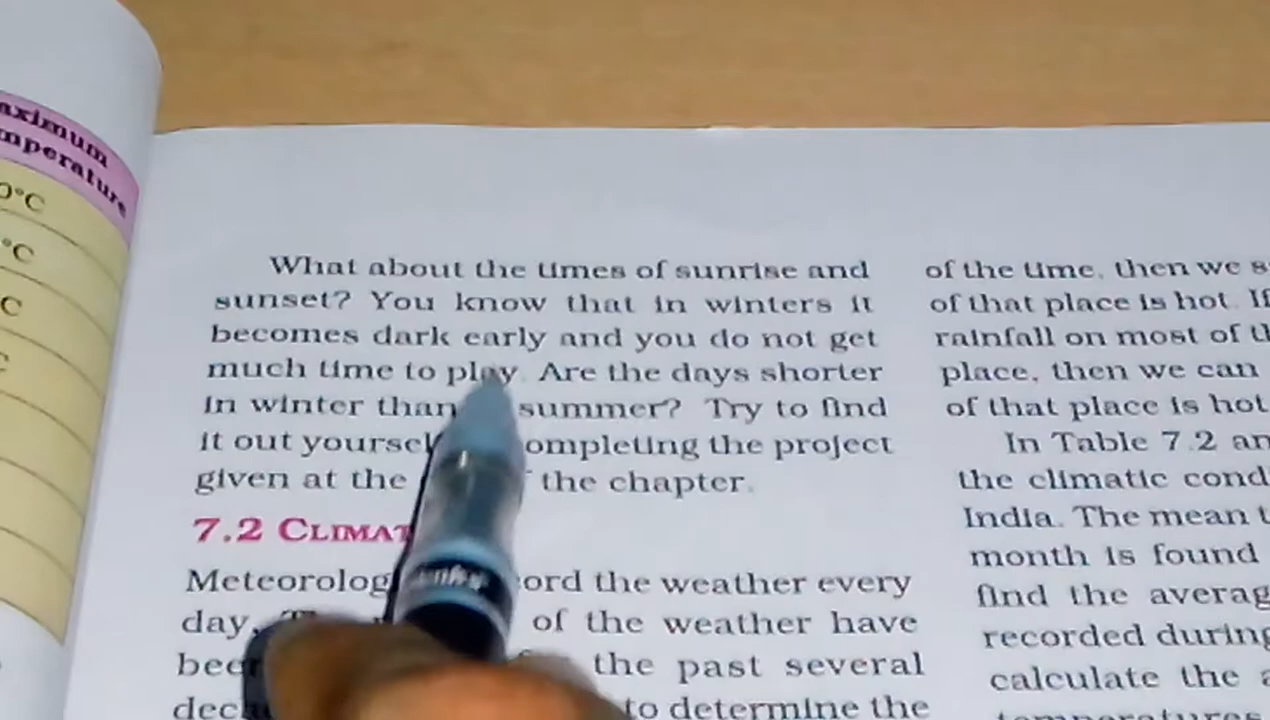 aximum
mperature
0°C
°C
C
What about the times of sunrise and
sunset? You know that in winters it
becomes dark early and you do not get
much time to play. Are the days shorter
in winter than summer? Try to find
it out yoursel ompleting the project
given at the the chapter.
7.2 CLIMAT
Meteorolog ord the weather every
day, of the weather have
bee the past several
dec to determine the
of the time, then we s
of that place is hot. If
rainfall on most of th
place, then we can
of that place is hot
In Table 7.2 an
the climatic cond
India. The mean t
month is found
find the averag
recorded during
calculate the a
temperatures